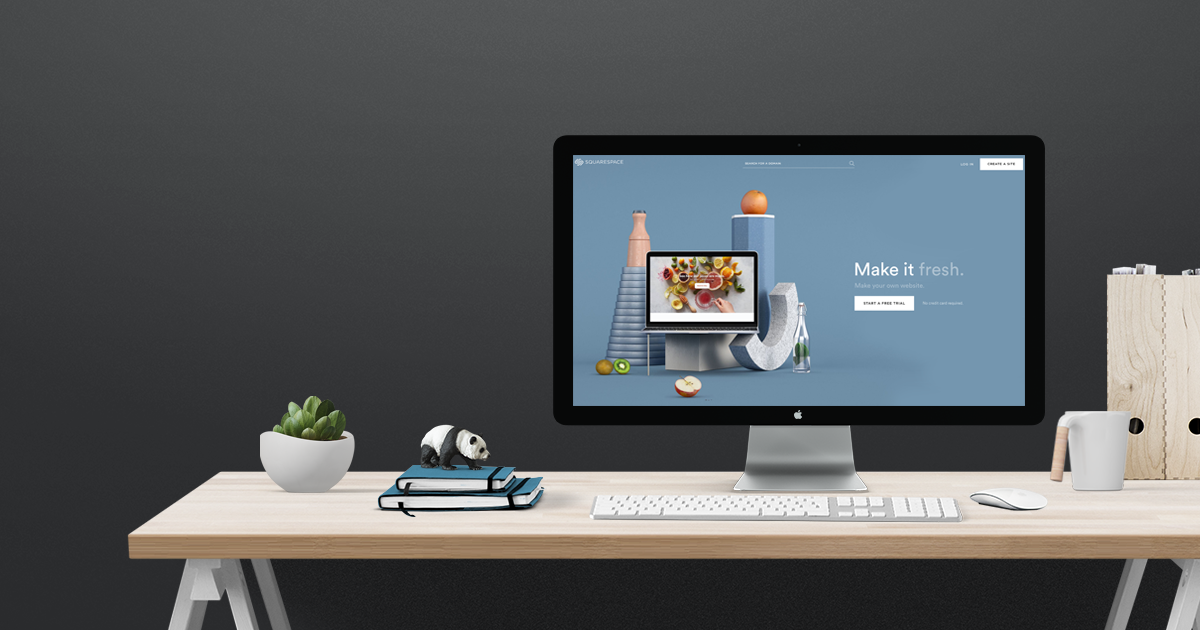 SQUARESPACE
SEARCH FOR A DOMAIN
LOG IN
CREATE A SITE
Make it fresh.
Make your own website.
START A FREE TRIAL
No credit card required.